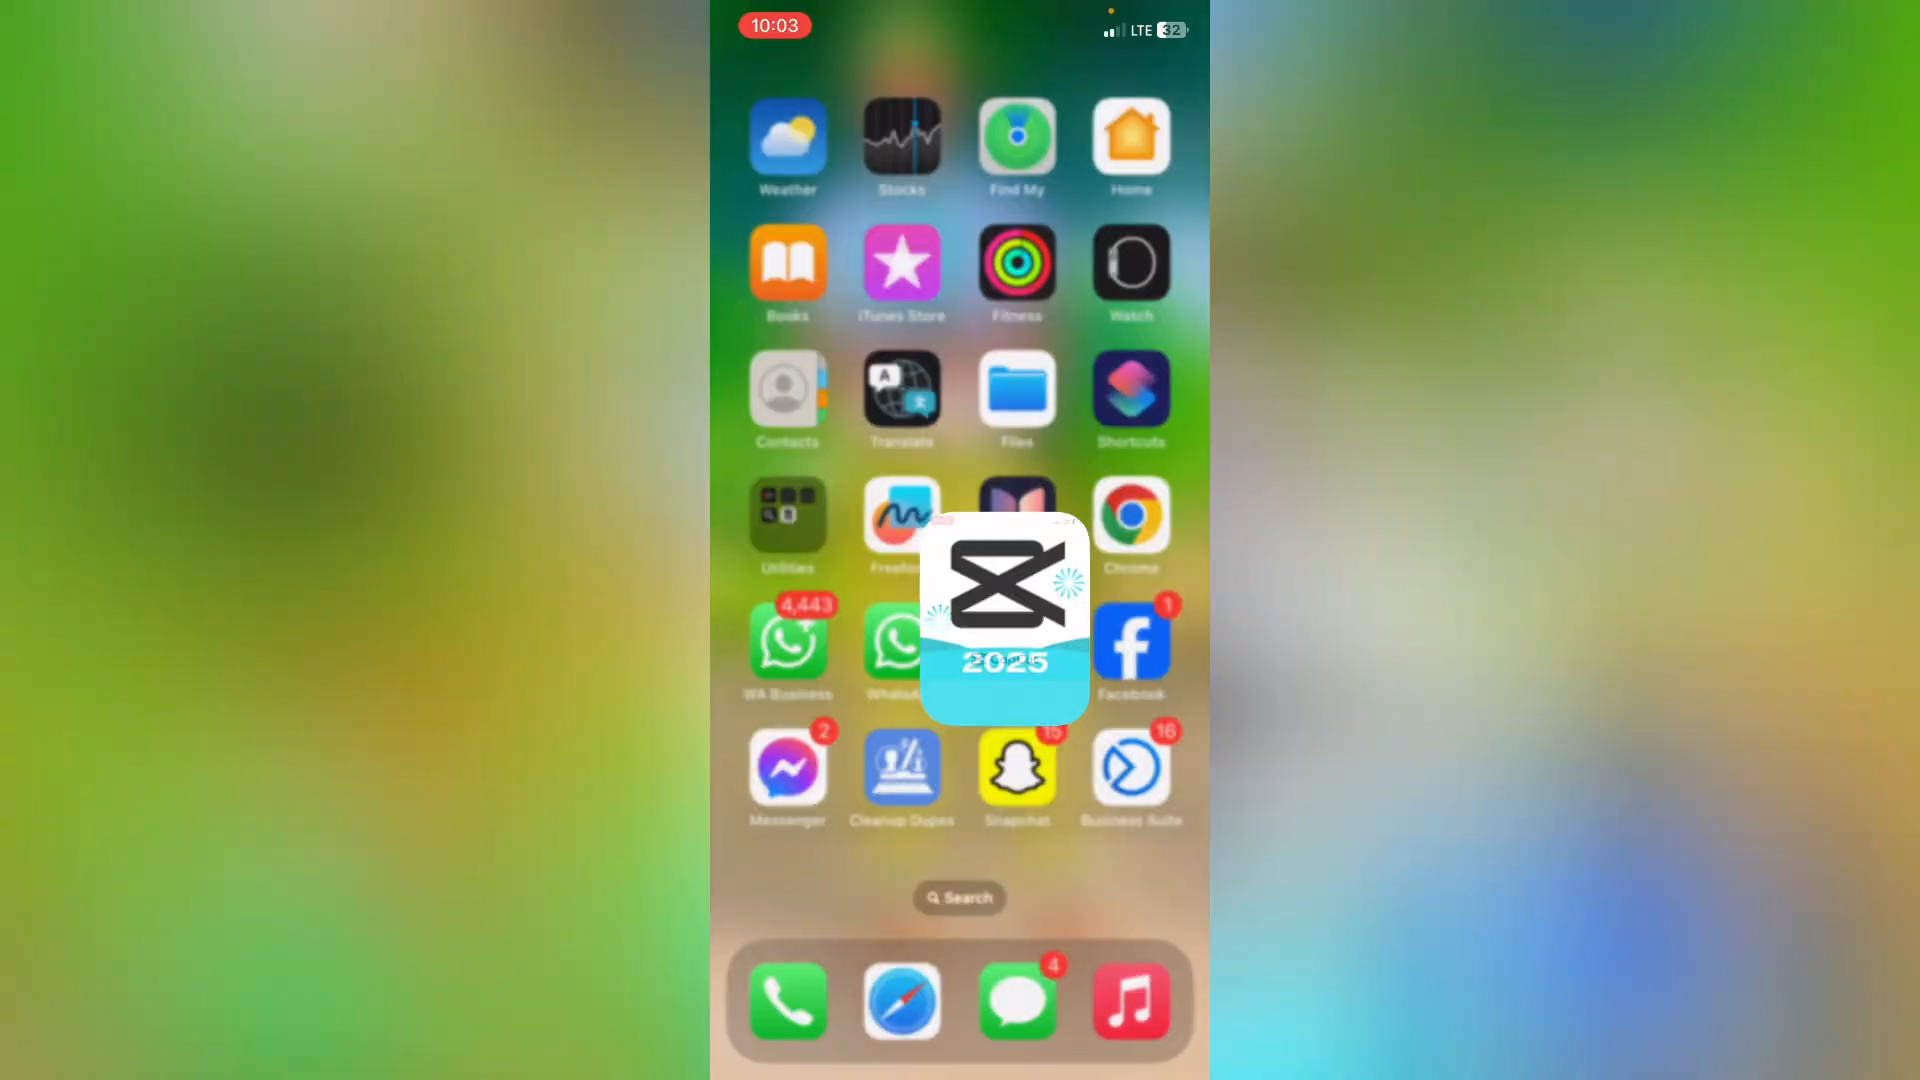 10:03
LTE 32
Weather Stocks Find My Home
Books iTunes Store Fitness Watch
A
Contacts Translate Files Shortcuts
Utilities Chrome
4,443 1
2025
WA Business Facebook
2 15 16
Messenger Cleanup Dupes Snapchat Business Suite
Search
4